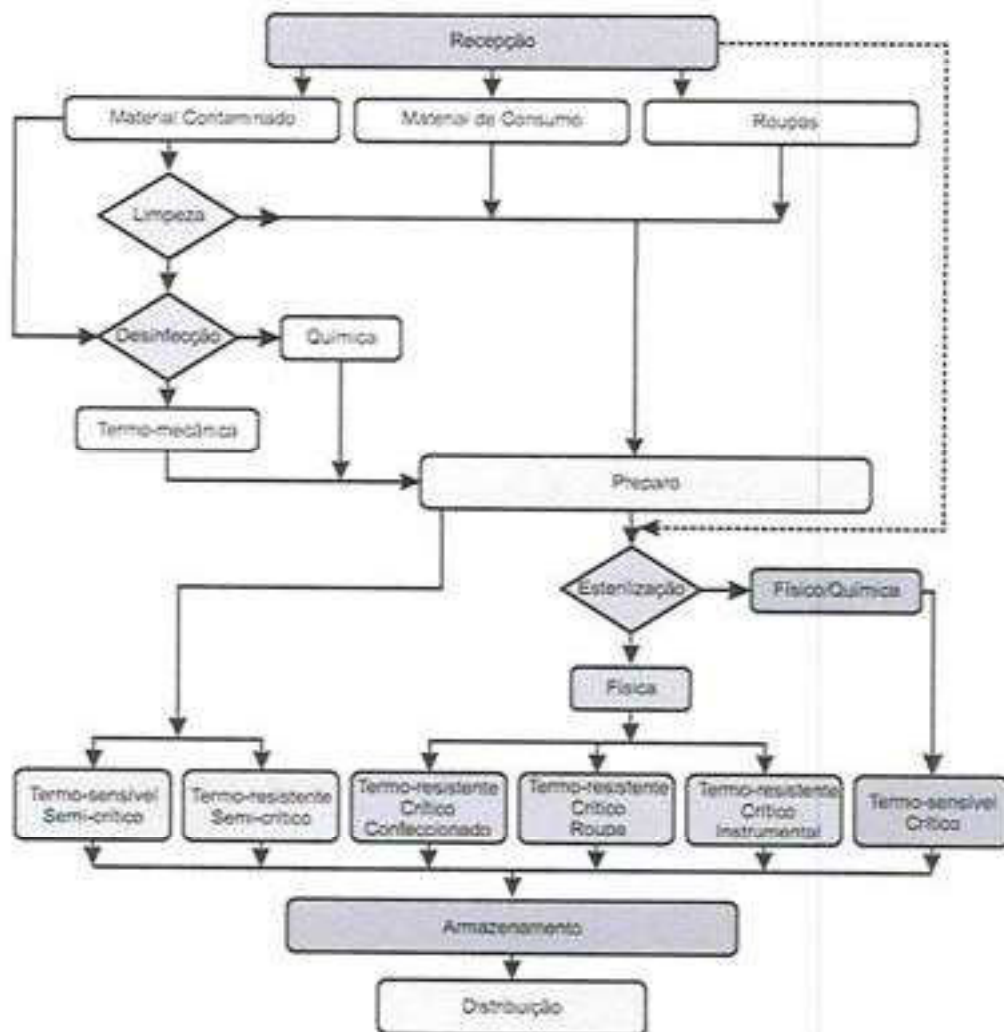 Recepção
Material Contaminado
Material de Consumo
Roupas
Limpeza
Desinfecção
Química
Termo-mecânica
Preparo
Esterilização
Físico/Química
Física
Termo-sensível
Semi-crítico
Termo-resistente
Semi-crítico
Termo-resistente
Crítico
Confeccionado
Termo-resistente
Crítico
Roupa
Termo-resistente
Crítico
Instrumental
Termo-sensível
Crítico
Armazenamento
Distribuição